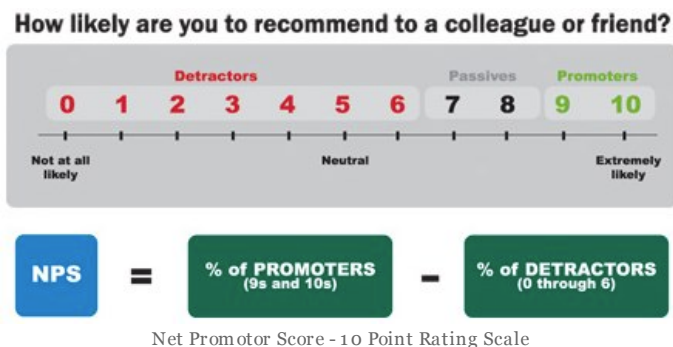 How likely are you to recommend to a colleague or friend?
Detractors Passives Promoters
0 1 2 3 4 5 6 7 8 9 10
Not at all likely Neutral Extremely likely
NPS = % of PROMOTERS (9s and 10s) - % of DETRACTORS (0 through 6)
Net Promotor Score - 10 Point Rating Scale